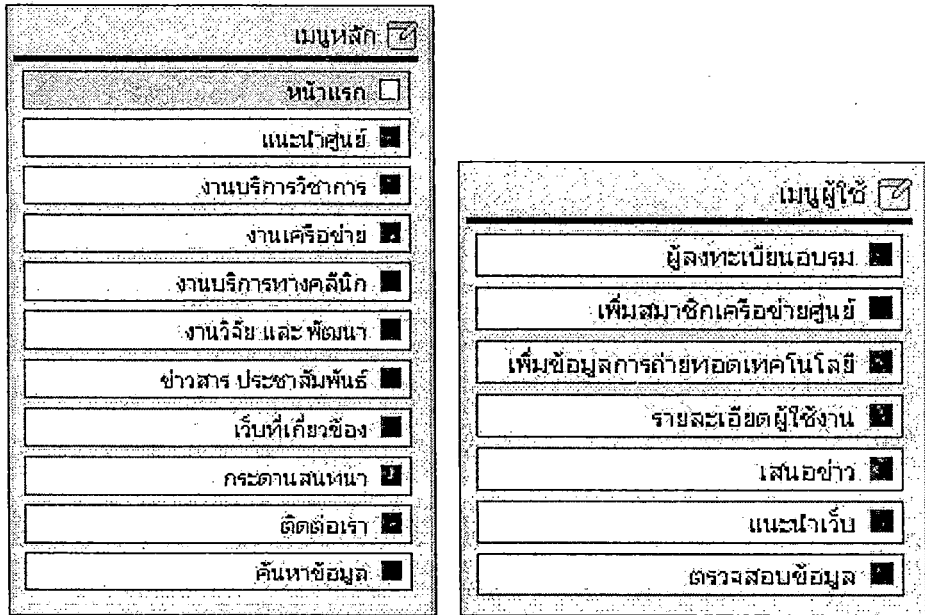 เมนูหลัก
หน้าแรก
แนะนำศูนย์
งานบริการวิชาการ
งานเครือข่าย
งานบริการทางคลีนิก
งานวิจัย และ พัฒนา
ข่าวสาร ประชาสัมพันธ์
เว็บที่เกี่ยวข้อง
กระดานสนทนา
ติดต่อเรา
ค้นหาข้อมูล
เมนูผู้ใช้
ผู้ลงทะเบียนอบรม
เพิ่มสมาชิกเครือข่ายศูนย์
เพิ่มข้อมูลการถ่ายทอดเทคโนโลยี
รายละเอียดผู้ใช้งาน
เสนอข่าว
แนะนำเว็บ
ตรวจสอบข้อมูล